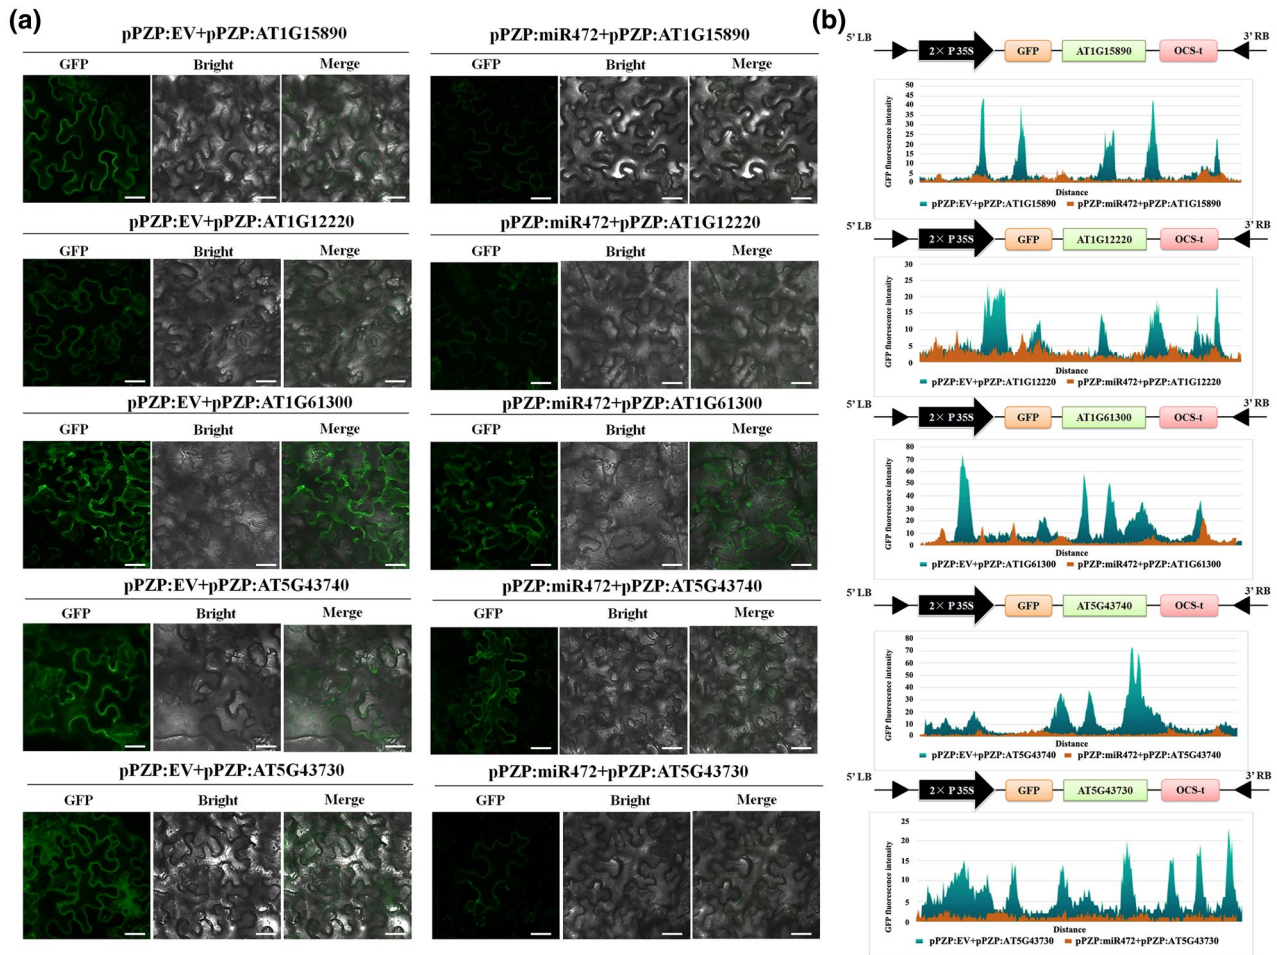 (a)
pPZP:EV+pPZP:AT1G15890
GFP Bright Merge
pPZP:miR472+pPZP:AT1G15890
GFP Bright Merge
pPZP:EV+pPZP:AT1G12220
GFP Bright Merge
pPZP:miR472+pPZP:AT1G12220
GFP Bright Merge
pPZP:EV+pPZP:AT1G61300
GFP Bright Merge
pPZP:miR472+pPZP:AT1G61300
GFP Bright Merge
pPZP:EV+pPZP:AT5G43740
GFP Bright Merge
pPZP:miR472+pPZP:AT5G43740
GFP Bright Merge
pPZP:EV+pPZP:AT5G43730
GFP Bright Merge
pPZP:miR472+pPZP:AT5G43730
GFP Bright Merge
(b)
5’ LB 2× P 35S GFP AT1G15890 OCS-t 3’ RB
GFP fluorescence intensity
50
45
40
35
30
25
20
15
10
5
0
Distance
pPZP:EV+pPZP:AT1G15890 pPZP:miR472+pPZP:AT1G15890
5’ LB 2× P 35S GFP AT1G12220 OCS-t 3’ RB
GFP fluorescence intensity
30
25
20
15
10
5
0
Distance
pPZP:EV+pPZP:AT1G12220 pPZP:miR472+pPZP:AT1G12220
5’ LB 2× P 35S GFP AT1G61300 OCS-t 3’ RB
GFP fluorescence intensity
80
70
60
50
40
30
20
10
0
Distance
pPZP:EV+pPZP:AT1G61300 pPZP:miR472+pPZP:AT1G61300
5’ LB 2× P 35S GFP AT5G43740 OCS-t 3’ RB
GFP fluorescence intensity
80
70
60
50
40
30
20
10
0
Distance
pPZP:EV+pPZP:AT5G43740 pPZP:miR472+pPZP:AT5G43740
5’ LB 2× P 35S GFP AT5G43730 OCS-t 3’ RB
GFP fluorescence intensity
25
20
15
10
5
0
Distance
pPZP:EV+pPZP:AT5G43730 pPZP:miR472+pPZP:AT5G43730